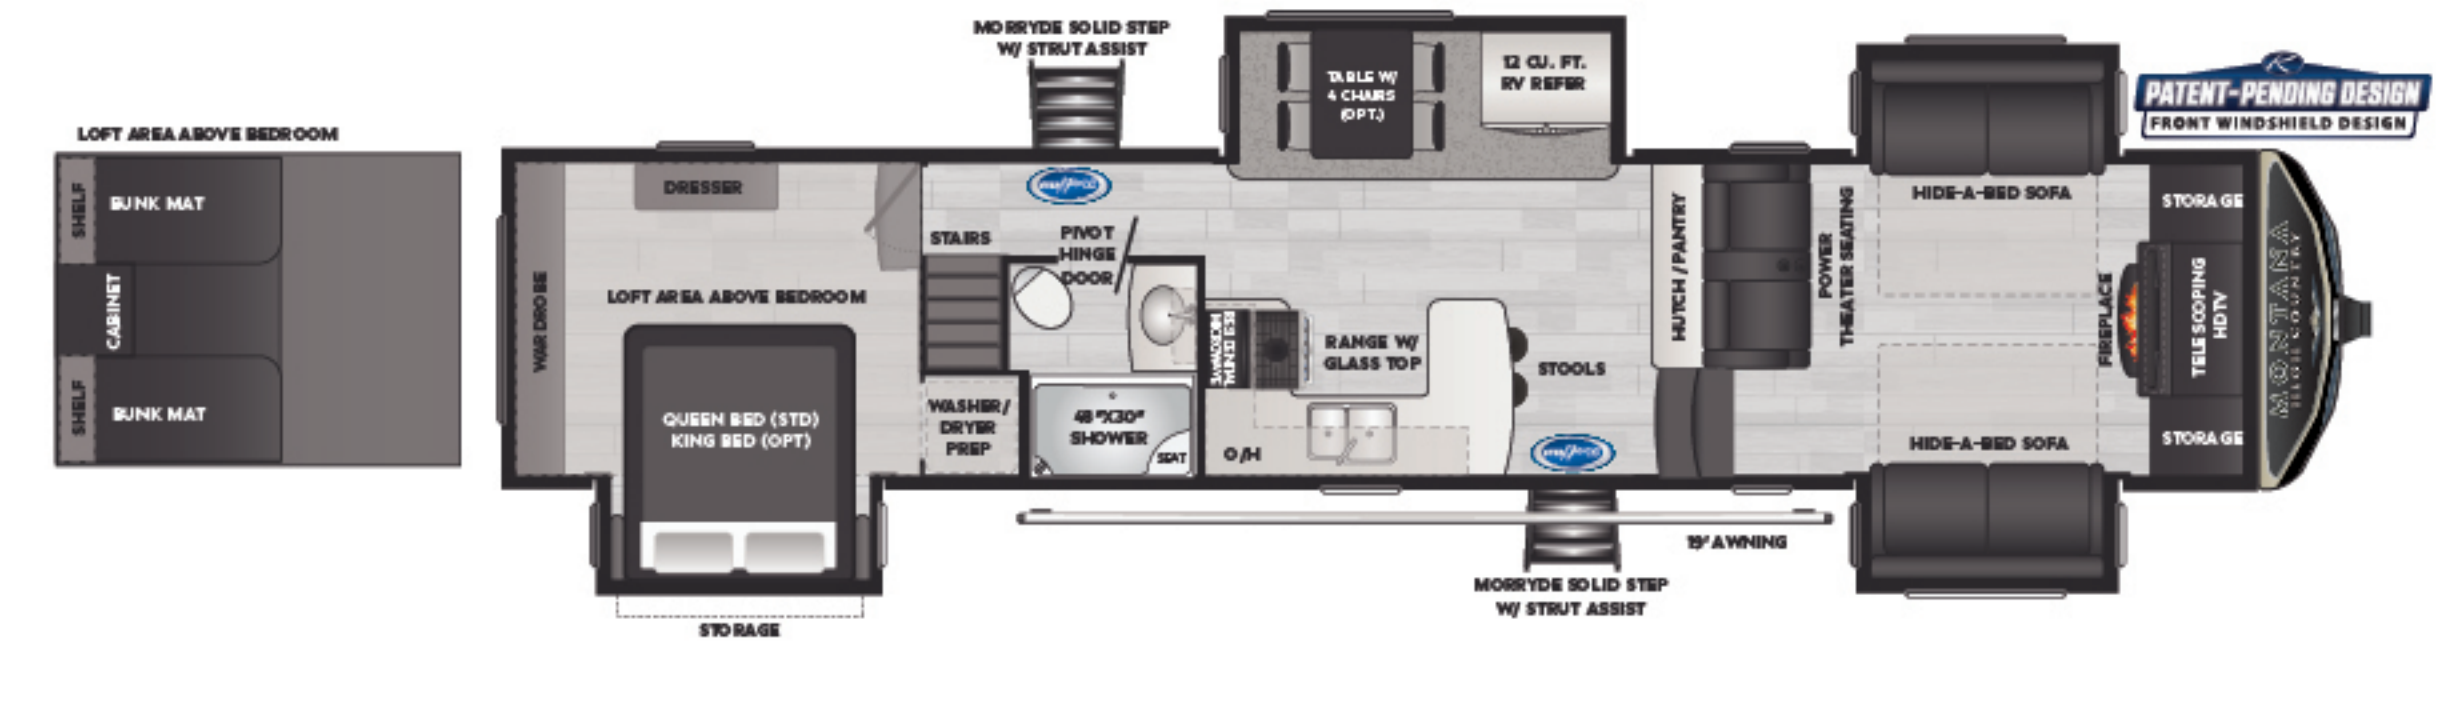 MORRYDE SOLID STEP
W/ STRUT ASSIST
TABLE W/
4 CHAIRS
(OPT.)
12 CU. FT.
RV REFER
PATENT-PENDING DESIGN
FRONT WINDSHIELD DESIGN
LOFT AREA ABOVE BEDROOM
SHELF
BUNK MAT
CABINET
SHELF
BUNK MAT
WARDROBE
DRESSER
LOFT AREA ABOVE BEDROOM
QUEEN BED (STD)
KING BED (OPT)
STORAGE
STAIRS
WASHER/
DRYER
PREP
PIVOT
HINGE
DOOR
48"X30"
SHOWER
SEAT
MICROWAVE
RANGE W/
GLASS TOP
O/H
STOOLS
HUTCH / PANTRY
POWER
THEATER SEATING
HIDE-A-BED SOFA
HIDE-A-BED SOFA
FIREPLACE
STORAGE
TELESCOPING
HDTV
STORAGE
MONTANA
HIGH COUNTRY
19' AWNING
MORRYDE SOLID STEP
W/ STRUT ASSIST